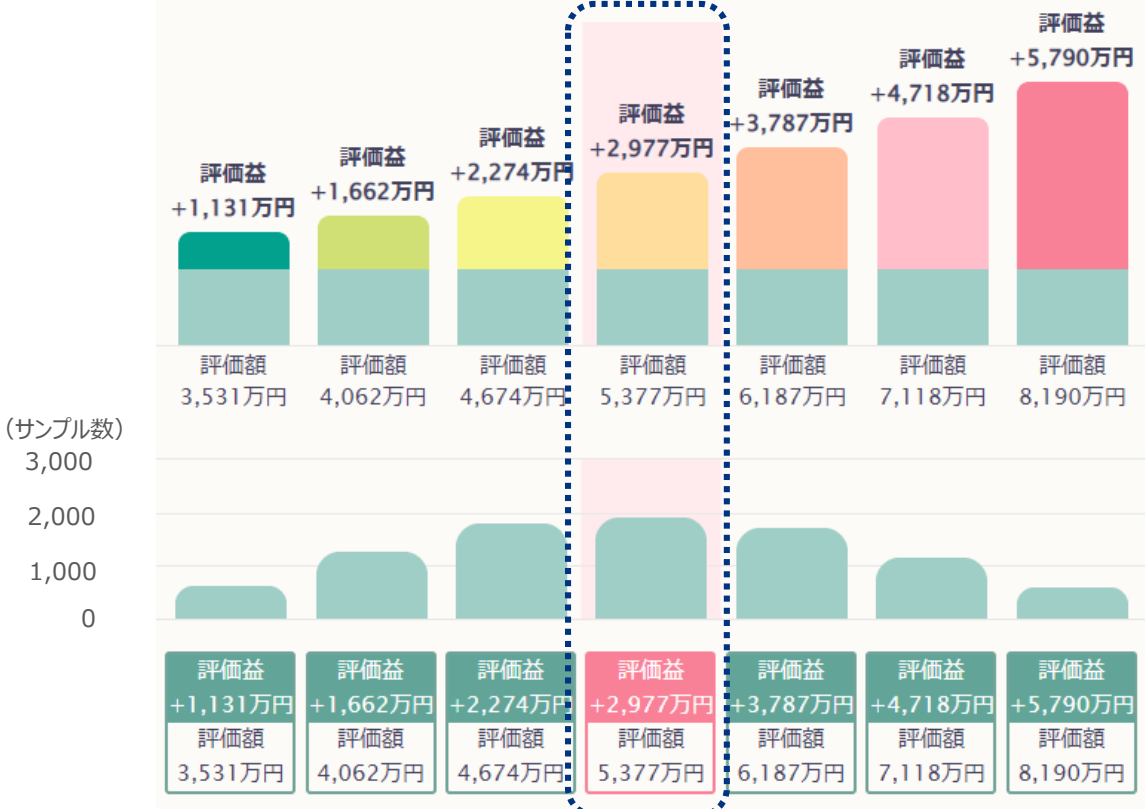 評価益
+1,131万円
評価益
+1,662万円
評価益
+2,274万円
評価益
+2,977万円
評価益
+3,787万円
評価益
+4,718万円
評価益
+5,790万円
評価額
3,531万円
評価額
4,062万円
評価額
4,674万円
評価額
5,377万円
評価額
6,187万円
評価額
7,118万円
評価額
8,190万円
(サンプル数)
3,000
2,000
1,000
0
評価益
+1,131万円
評価額
3,531万円
評価益
+1,662万円
評価額
4,062万円
評価益
+2,274万円
評価額
4,674万円
評価益
+2,977万円
評価額
5,377万円
評価益
+3,787万円
評価額
6,187万円
評価益
+4,718万円
評価額
7,118万円
評価益
+5,790万円
評価額
8,190万円